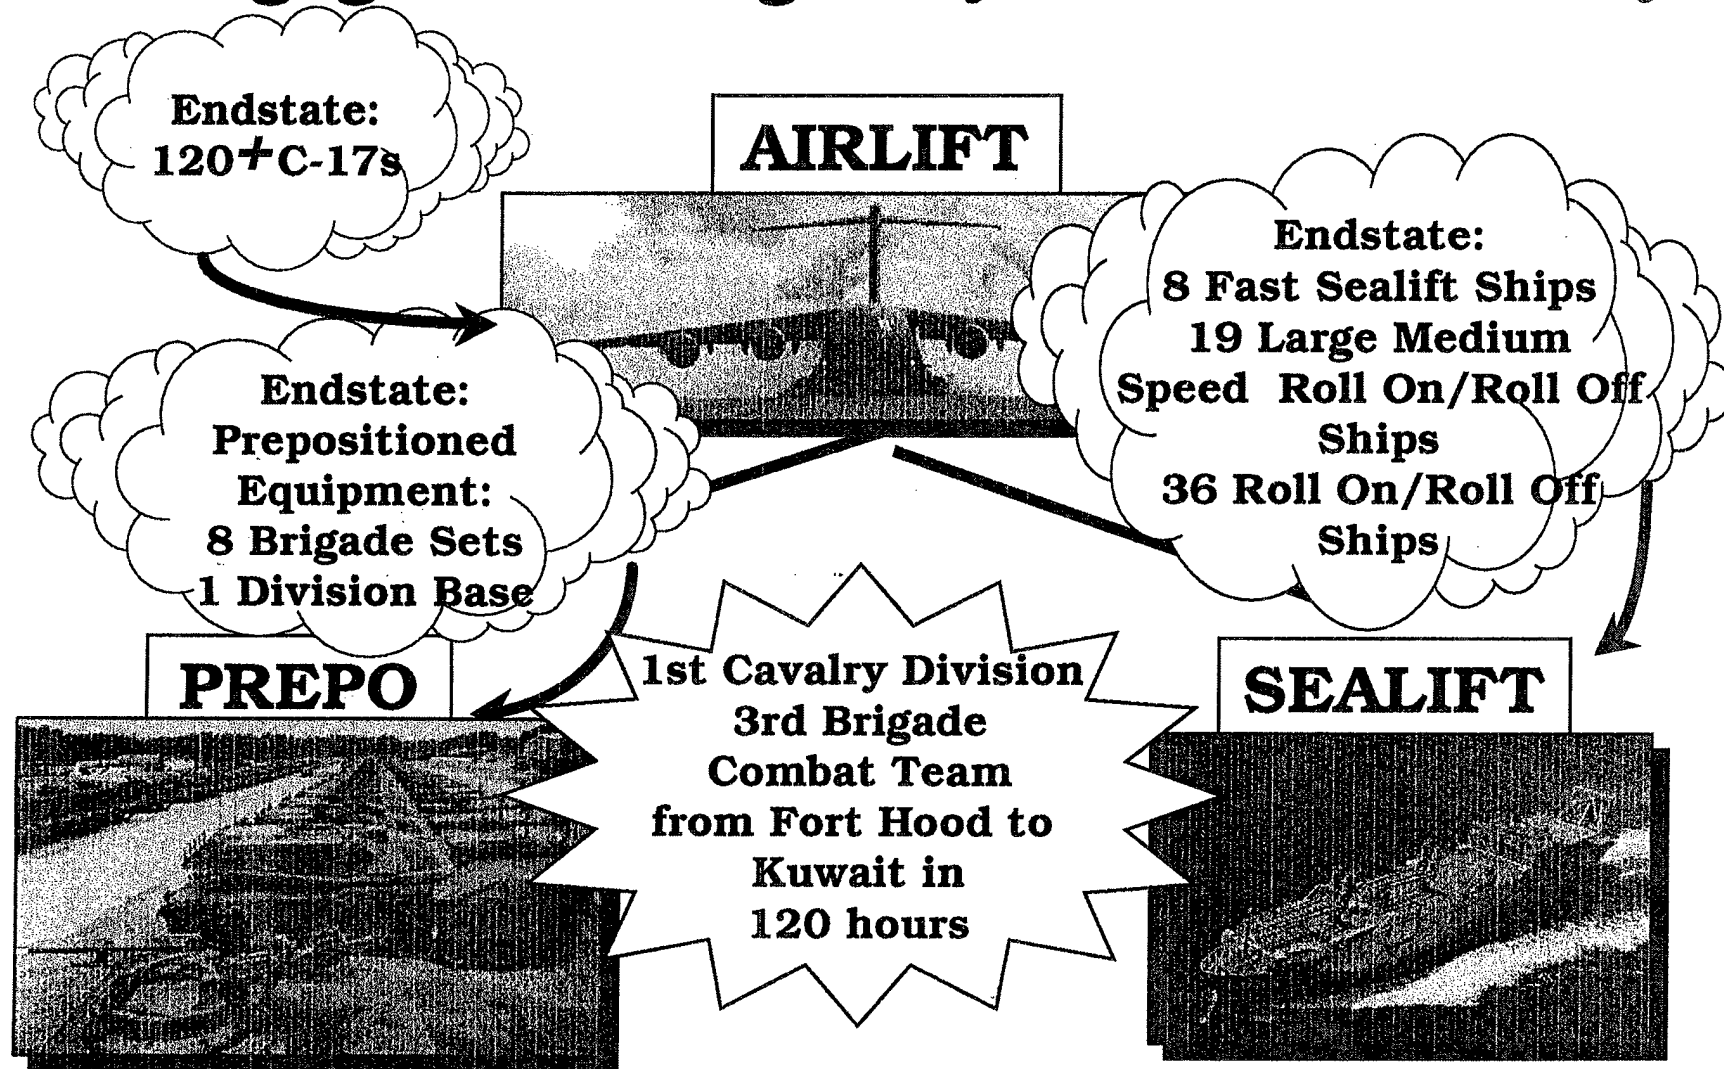 Endstate:
120+C-17s
AIRLIFT
Endstate:
8 Fast Sealift Ships
19 Large Medium
Speed Roll On/Roll Off
Ships
36 Roll On/Roll Off
Ships
Endstate:
Prepositioned
Equipment:
8 Brigade Sets
1 Division Base
PREPO
1st Cavalry Division
3rd Brigade
Combat Team
from Fort Hood to
Kuwait in
120 hours
SEALIFT